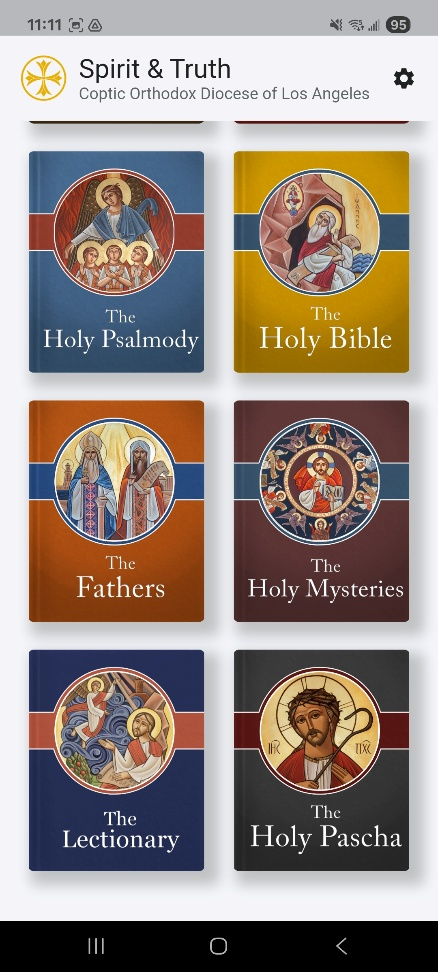 11:11
95
Spirit & Truth
Coptic Orthodox Diocese of Los Angeles
The
Holy Psalmody
The
Holy Bible
The
Fathers
The
Holy Mysteries
The
Lectionary
The
Holy Pascha